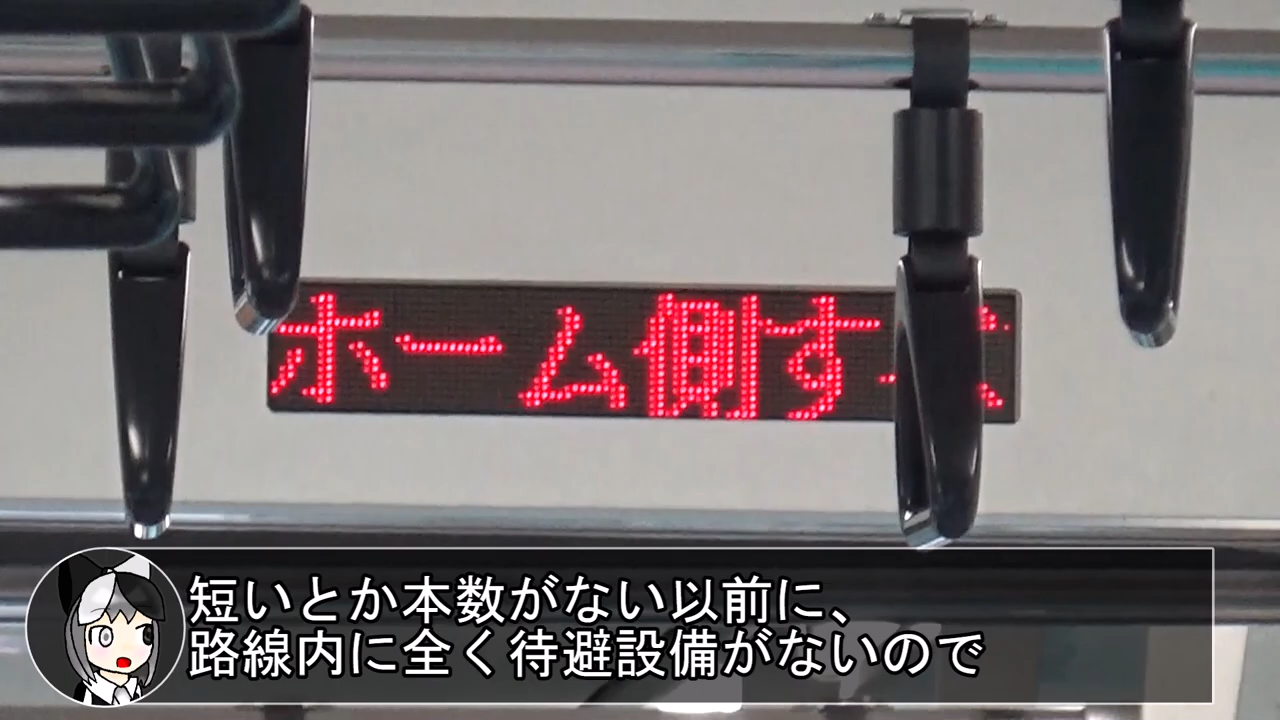 ホーム側す
短いとか本数がない以前に、
路線内に全く待避設備がないので